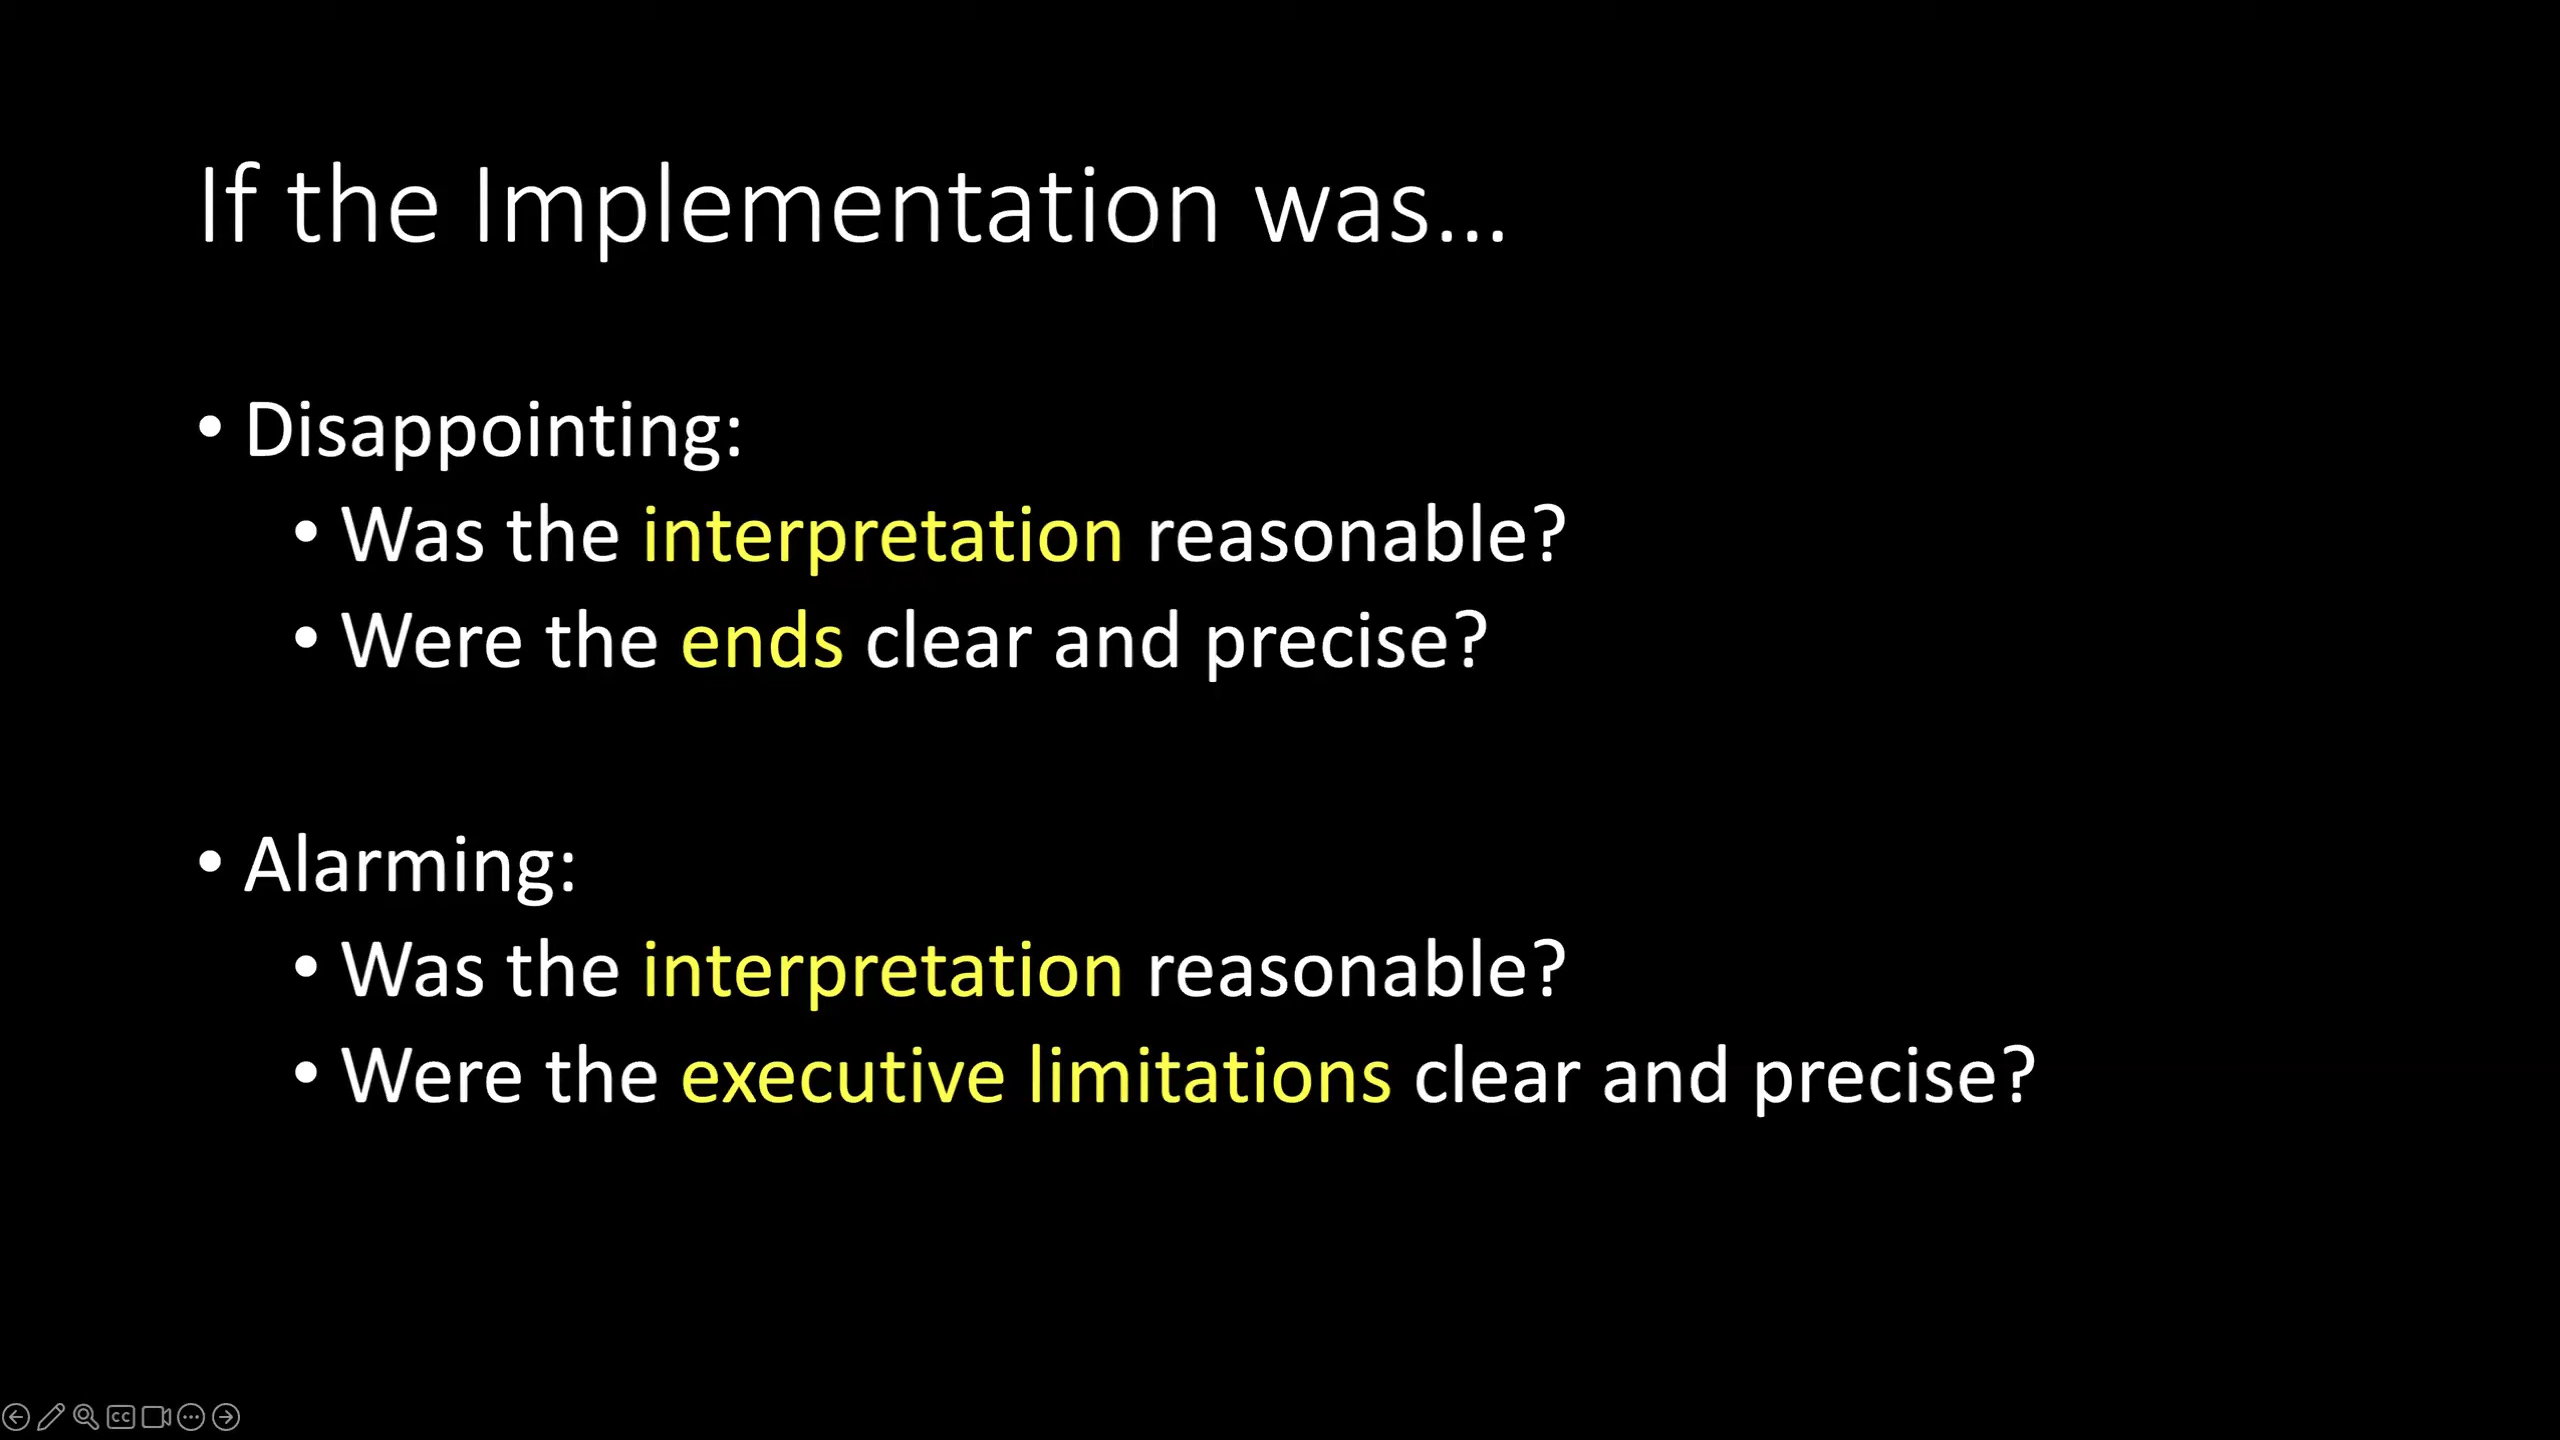 If the Implementation was...
• Disappointing:
• Was the interpretation reasonable?
• Were the ends clear and precise?
• Alarming:
• Was the interpretation reasonable?
• Were the executive limitations clear and precise?
CC